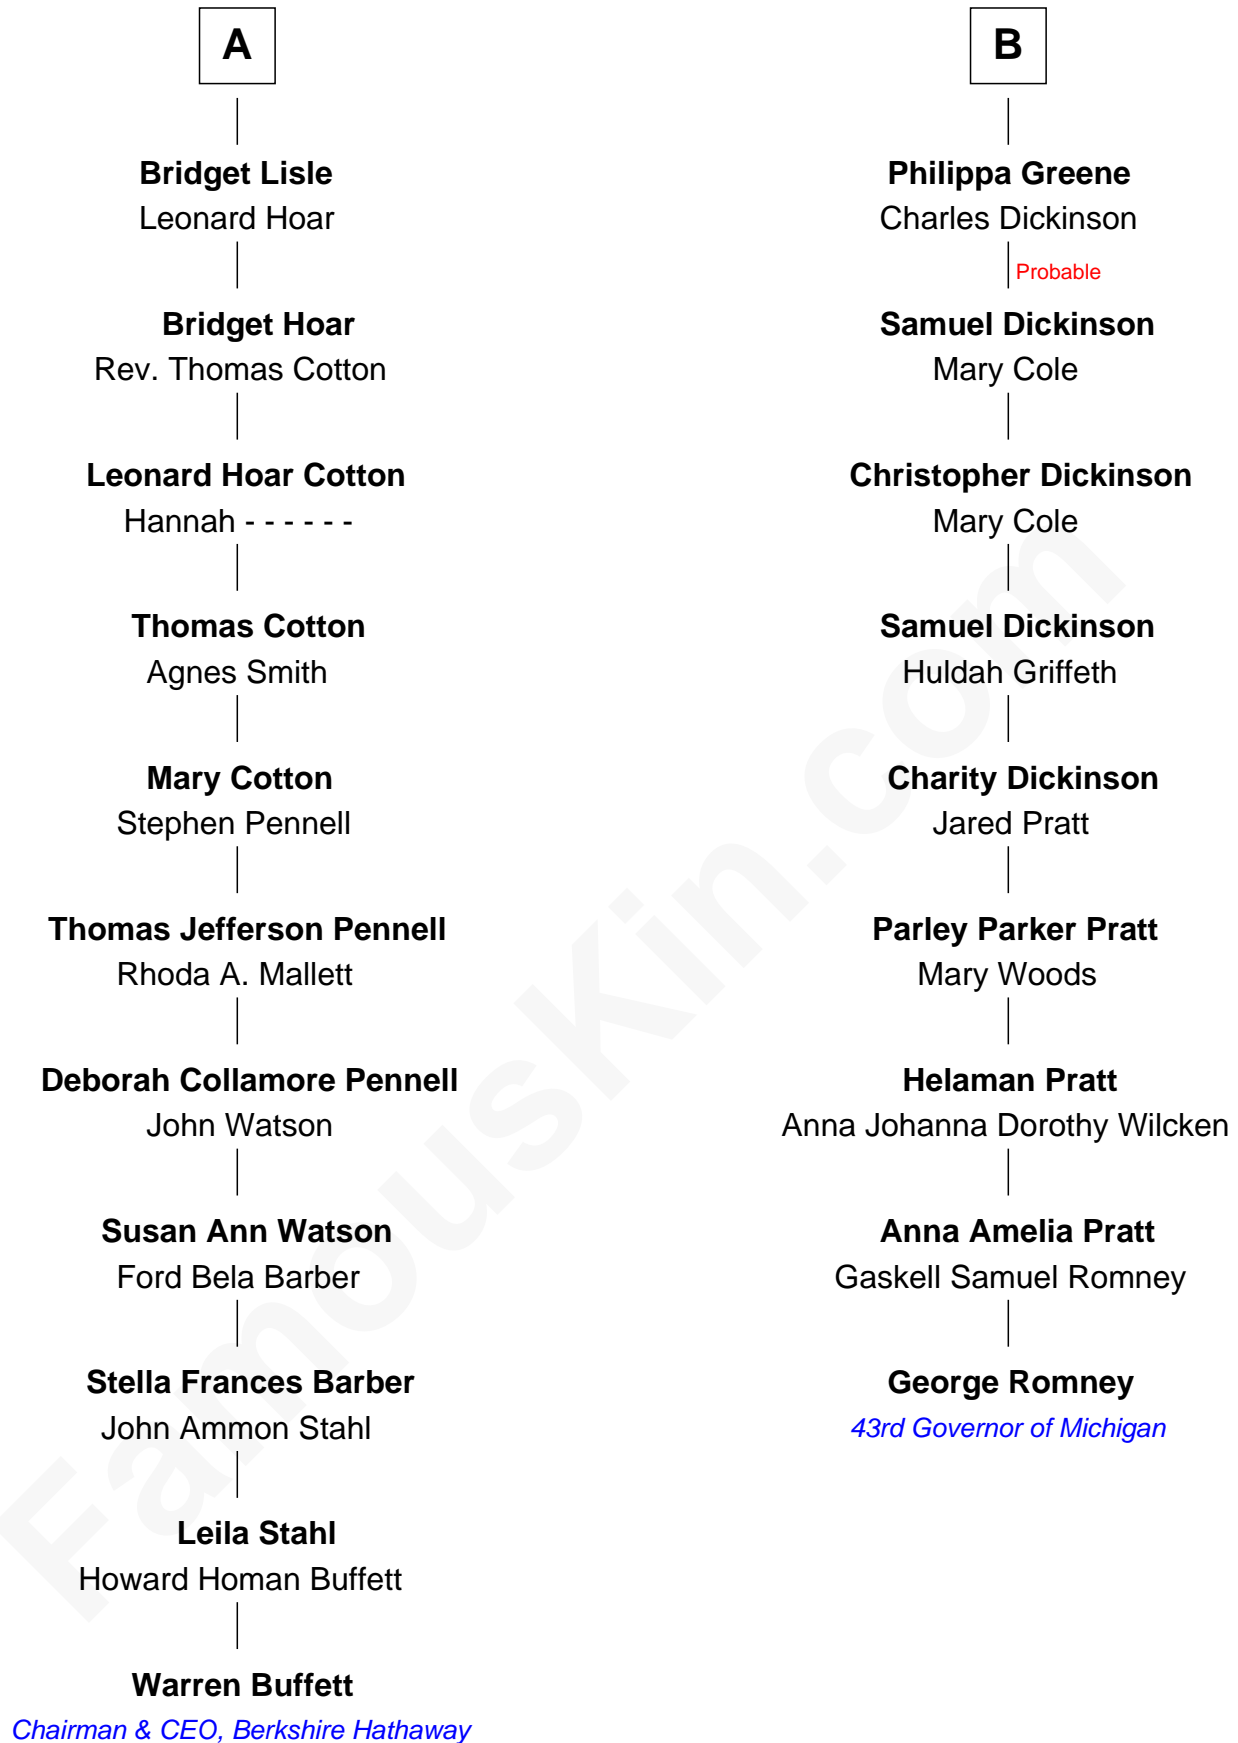 A
Bridget Lisle
Leonard Hoar
Bridget Hoar
Rev. Thomas Cotton
Leonard Hoar Cotton
Hannah - - - - - -
Thomas Cotton
Agnes Smith
Mary Cotton
Stephen Pennell
Thomas Jefferson Pennell
Rhoda A. Mallett
Deborah Collamore Pennell
John Watson
Susan Ann Watson
Ford Bela Barber
Stella Frances Barber
John Ammon Stahl
Leila Stahl
Howard Homan Buffett
Warren Buffett
Chairman & CEO, Berkshire Hathaway
B
Philippa Greene
Charles Dickinson
Probable
Samuel Dickinson
Mary Cole
Christopher Dickinson
Mary Cole
Samuel Dickinson
Huldah Griffeth
Charity Dickinson
Jared Pratt
Parley Parker Pratt
Mary Woods
Helaman Pratt
Anna Johanna Dorothy Wilcken
Anna Amelia Pratt
Gaskell Samuel Romney
George Romney
43rd Governor of Michigan
FamousKin.com